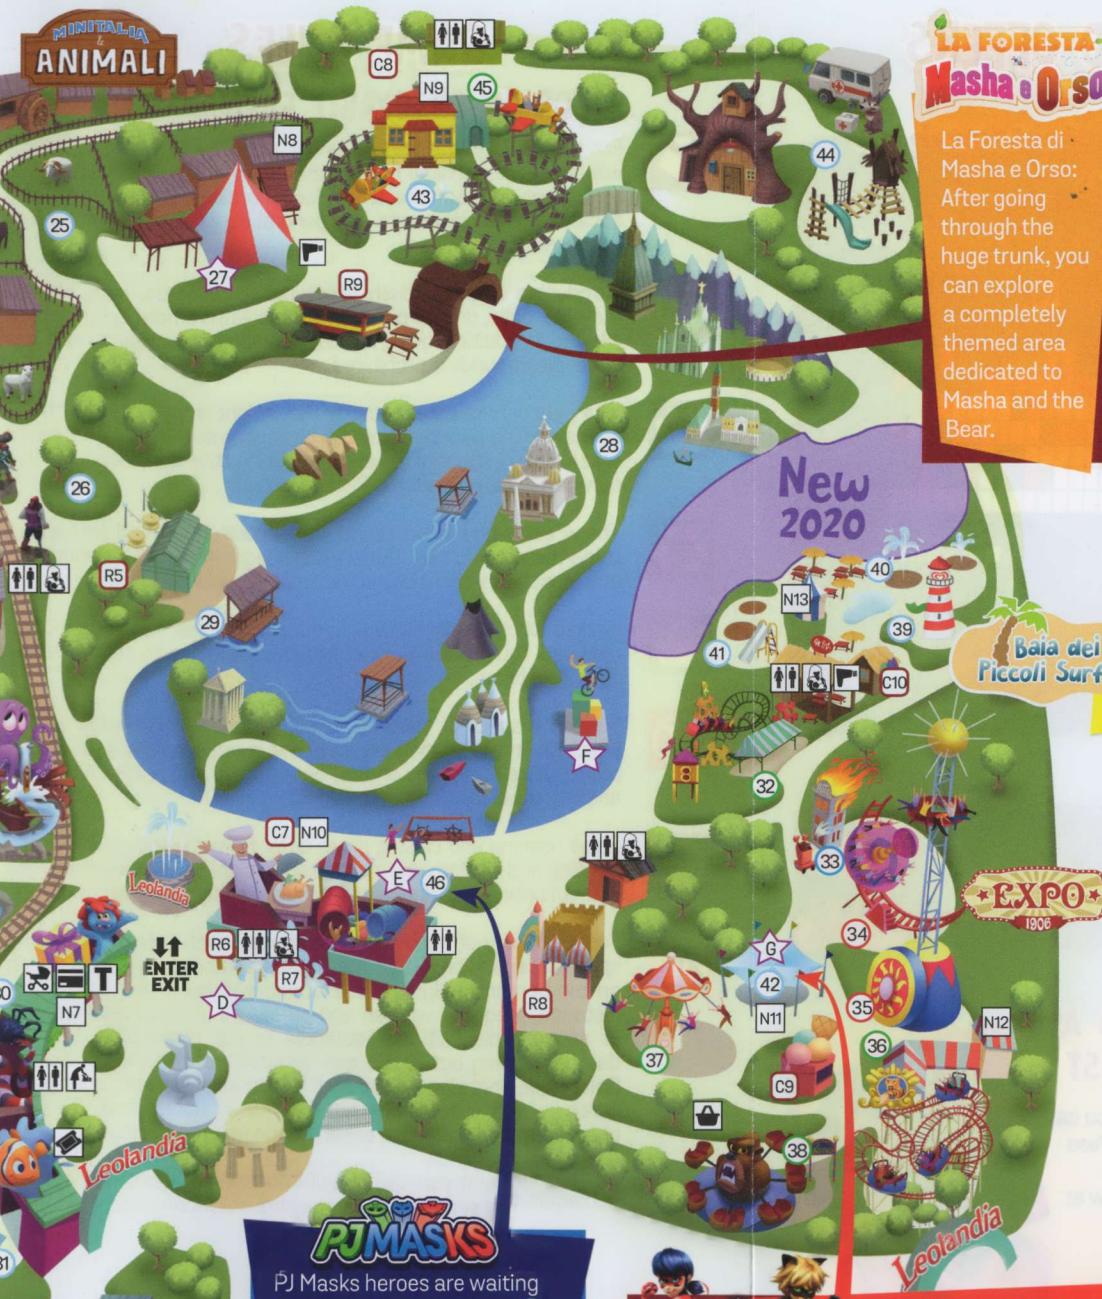 MINITALIA
&
ANIMALI
LA FORESTA
Masha e Orso
La Foresta di
Masha e Orso:
After going
through the
huge trunk, you
can explore
a completely
themed area
dedicated to
Masha and the
Bear.
C8
N9
45
N8
44
43
25
27
R9
28
26
New
2020
R5
40
N13
29
39
41
Baia dei
Piccoli Surf
C10
F
32
C7
N10
33
E
46
Leolandia
EXPO
1906
34
R6
G
ENTER
EXIT
R7
42
D
R8
35
N7
N11
N12
37
36
C9
T
38
Leolandia
Leolandia
31
PJMASKS
PJ Masks heroes are waiting